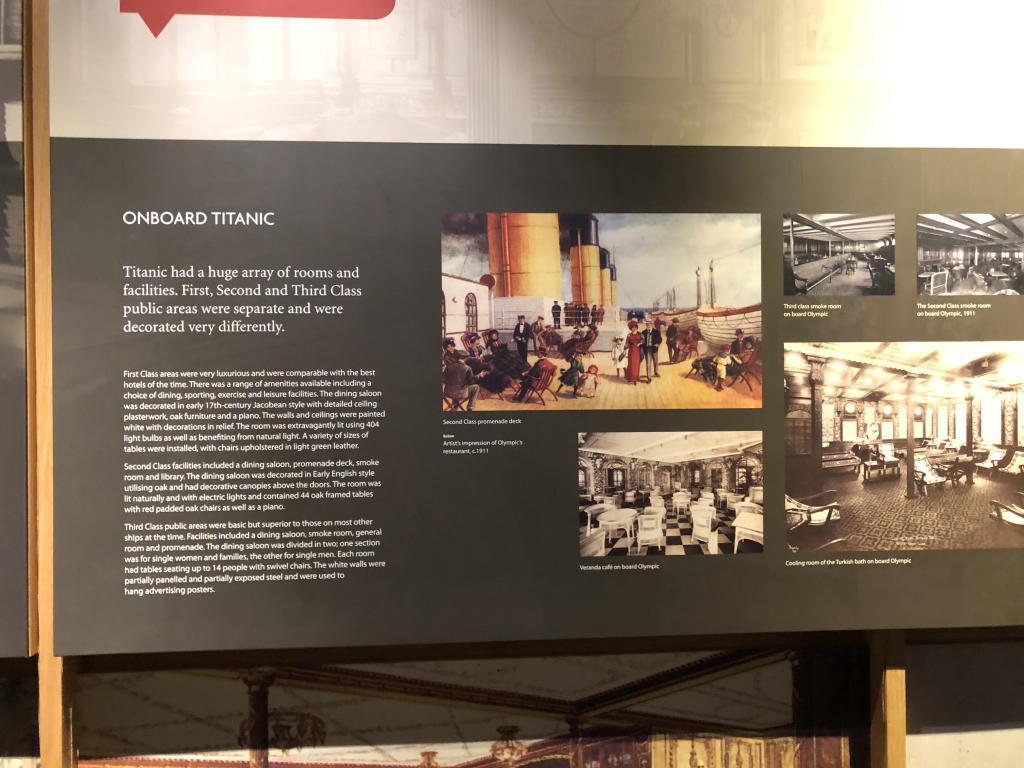 ONBOARD TITANIC
Titanic had a huge array of rooms and
facilities. First, Second and Third Class
public areas were separate and were
decorated very differently.
First Class areas were very luxurious and were comparable with the best
hotels of the time. There was a range of amenities available including a
choice of dining, sporting, exercise and leisure facilities. The dining saloon
was decorated in early 17th-century Jacobean style with detailed ceiling
plasterwork, oak furniture and a piano. The walls and ceilings were painted
white with decorations in relief. The room was extravagantly lit using 404
light bulbs as well as benefiting from natural light. A variety of sizes of
tables were installed, with chairs upholstered in light green leather.
Second Class facilities included a dining saloon, promenade deck, smoke
room and library. The dining saloon was decorated in Early English style
utilising oak and had decorative canopies above the doors. The room was
lit naturally and with electric lights and contained 44 oak framed tables
with red padded oak chairs as well as a piano.
Third Class public areas were basic but superior to those on most other
ships at the time. Facilities included a dining saloon, smoke room, general
room and promenade. The dining saloon was divided in two; one section
was for single women and families, the other for single men. Each room
had tables seating up to 14 people with swivel chairs. The white walls were
partially panelled and partially exposed steel and were used to
hang advertising posters.
Second Class promenade deck
Below
Artist's impression of Olympic's
restaurant, c.1911
Third class smoke room
on board Olympic
The Second Class smoke room
on board Olympic, 1911
Veranda café on board Olympic
Cooling room of the Turkish bath on board Olympic